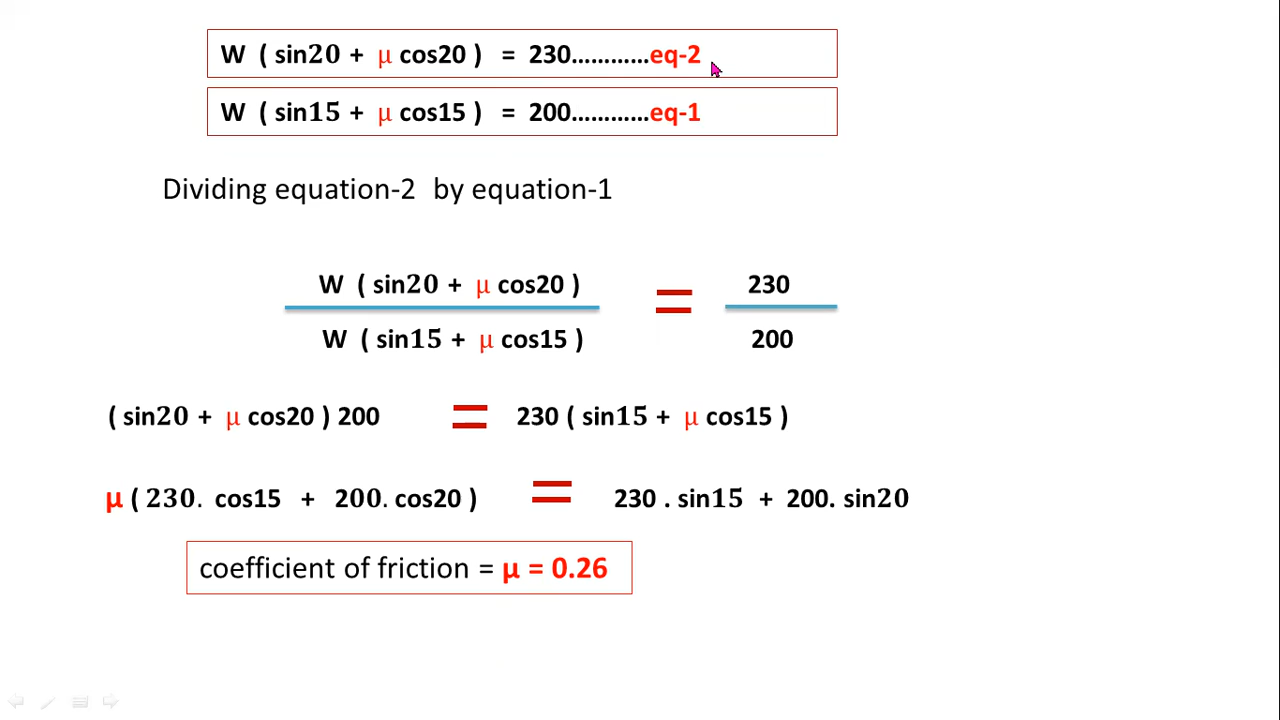 W ( sin20 + μ cos20 ) = 230............eq-2
W ( sin15 + μ cos15 ) = 200............eq-1
Dividing equation-2 by equation-1
W ( sin20 + μ cos20 ) = 230
W ( sin15 + μ cos15 ) 200
( sin20 + μ cos20 ) 200 = 230 ( sin15 + μ cos15 )
μ ( 230. cos15 + 200. cos20 ) = 230 . sin15 + 200. sin20
coefficient of friction = μ = 0.26